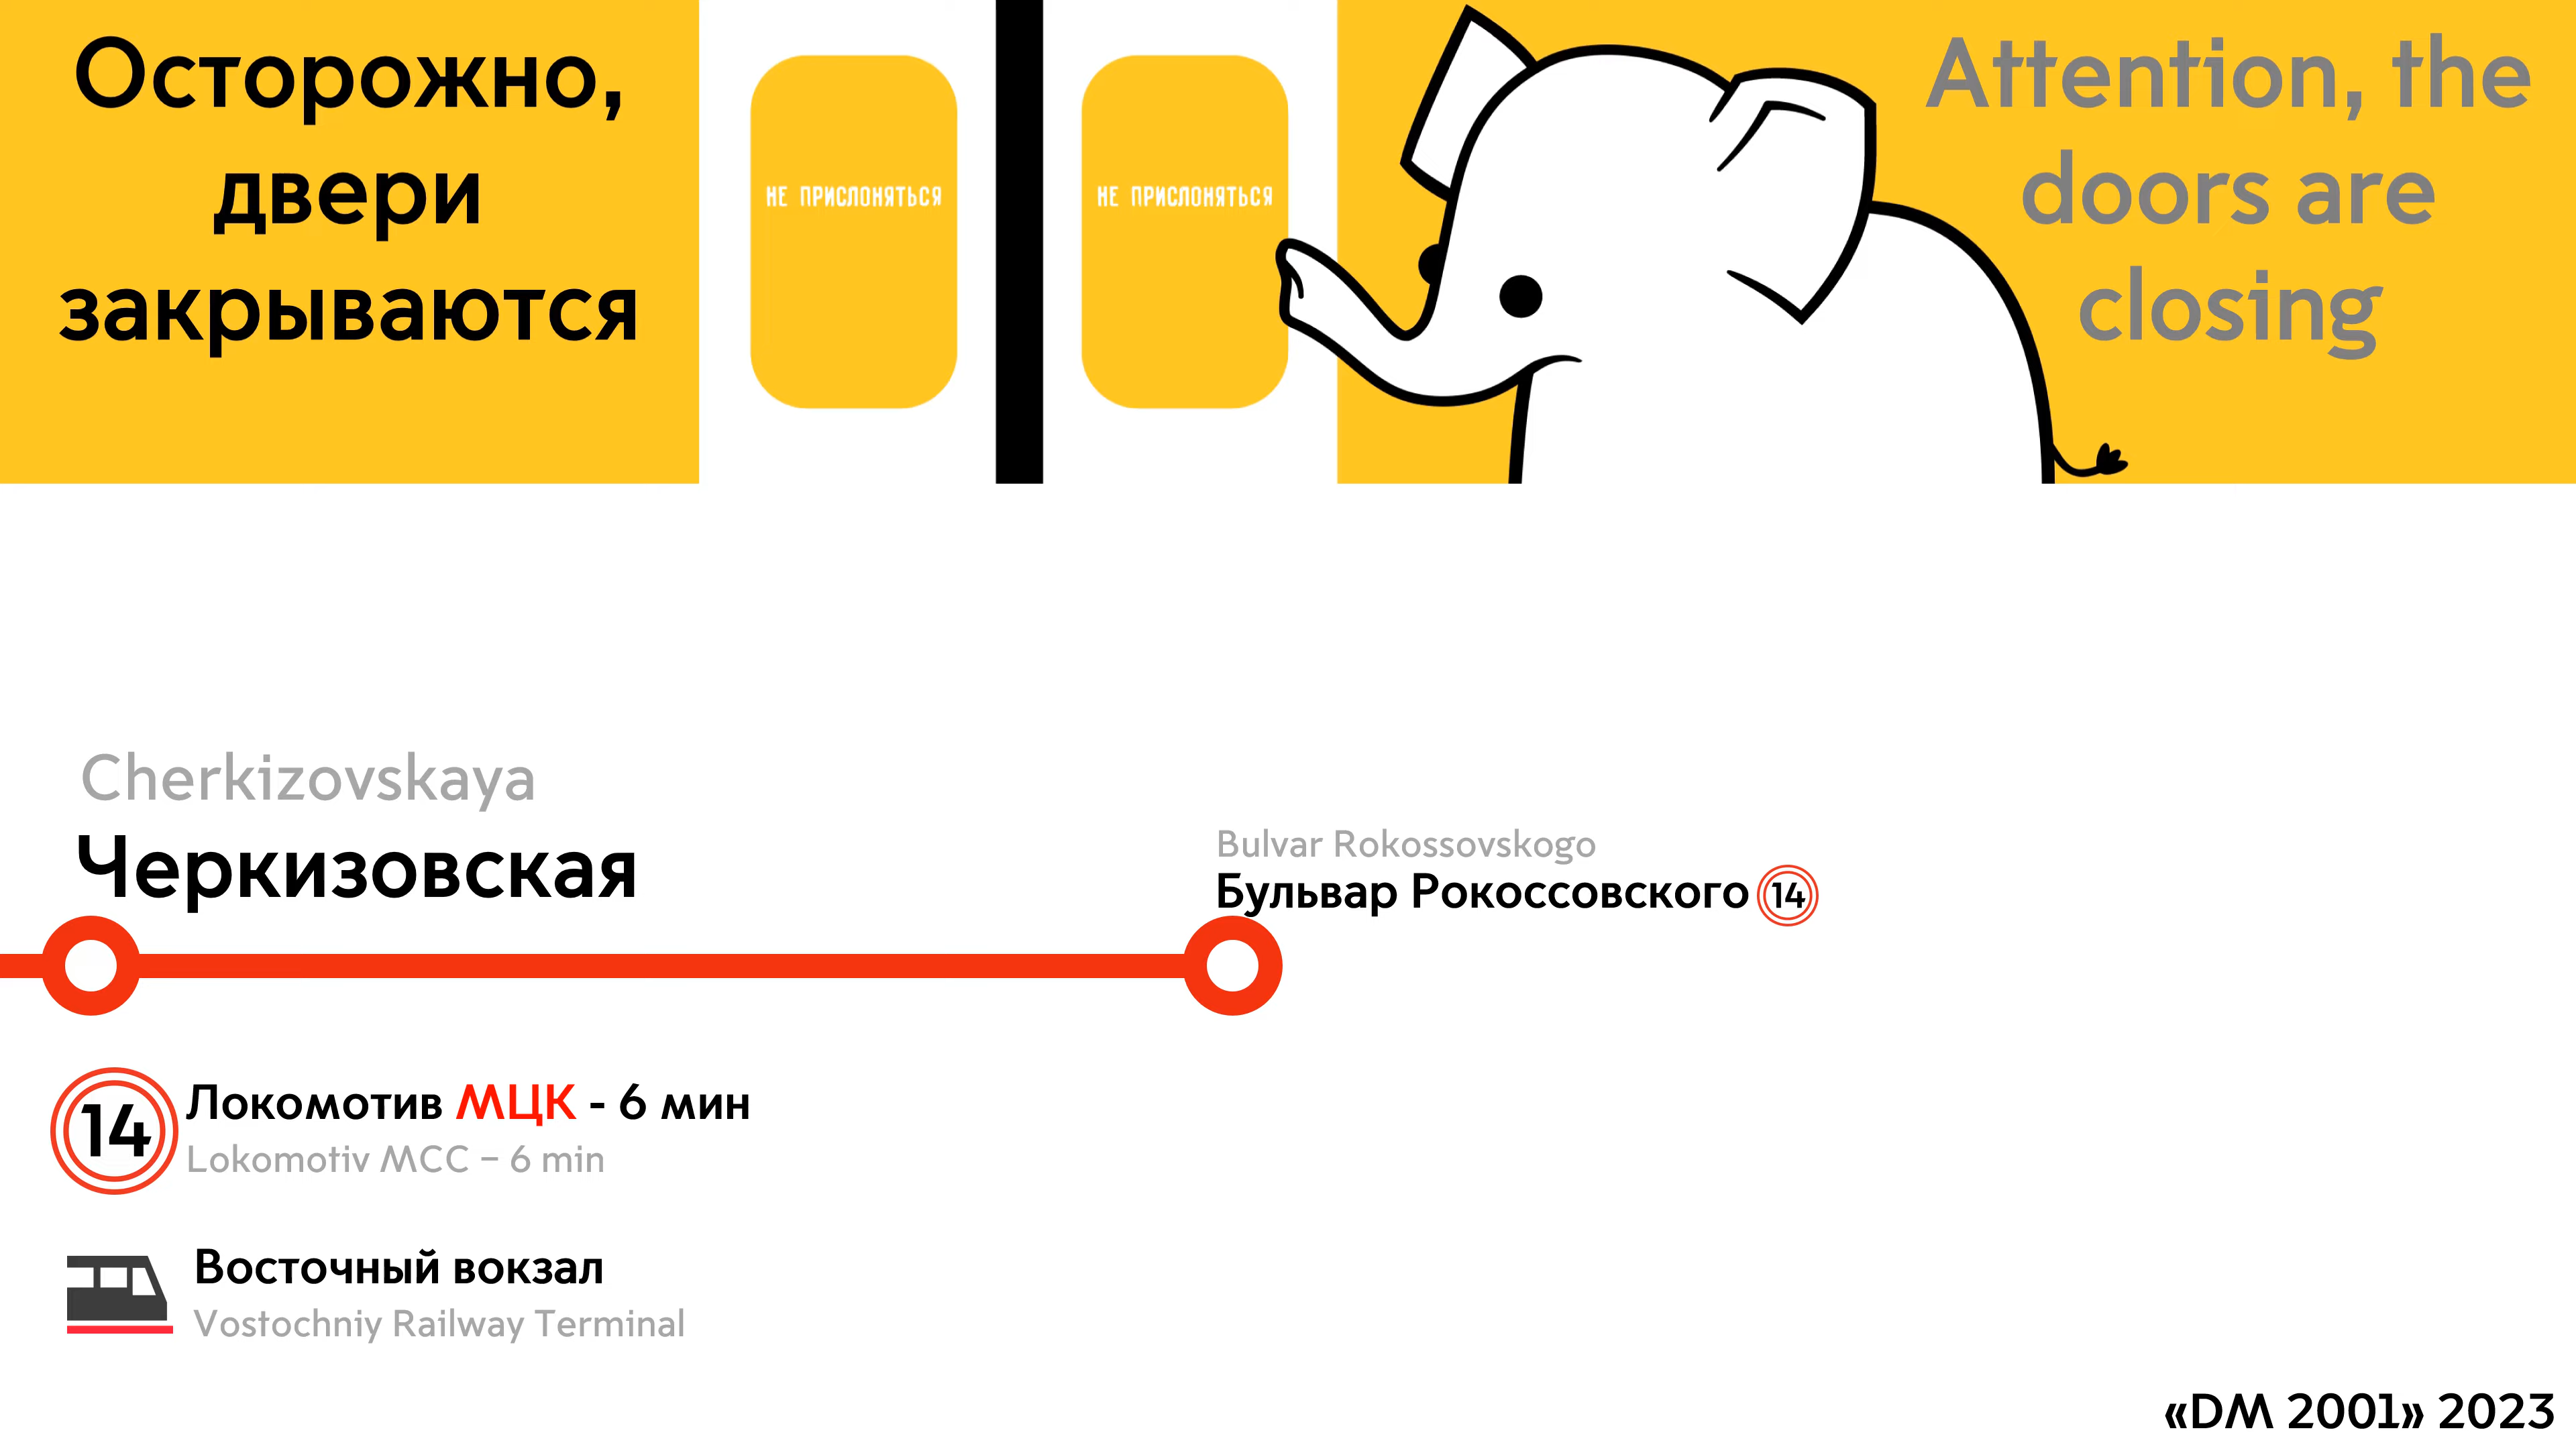 Осторожно,
двери
закрываются
НЕ ПРИСЛОНЯТЬСЯ
НЕ ПРИСЛОНЯТЬСЯ
Attention, the
doors are
closing
Cherkizovskaya
Черкизовская
Bulvar Rokossovskogo
Бульвар Рокоссовского 14
14
Локомотив МЦК - 6 мин
Lokomotiv MCC – 6 min
Восточный вокзал
Vostochniy Railway Terminal
«DM 2001» 2023